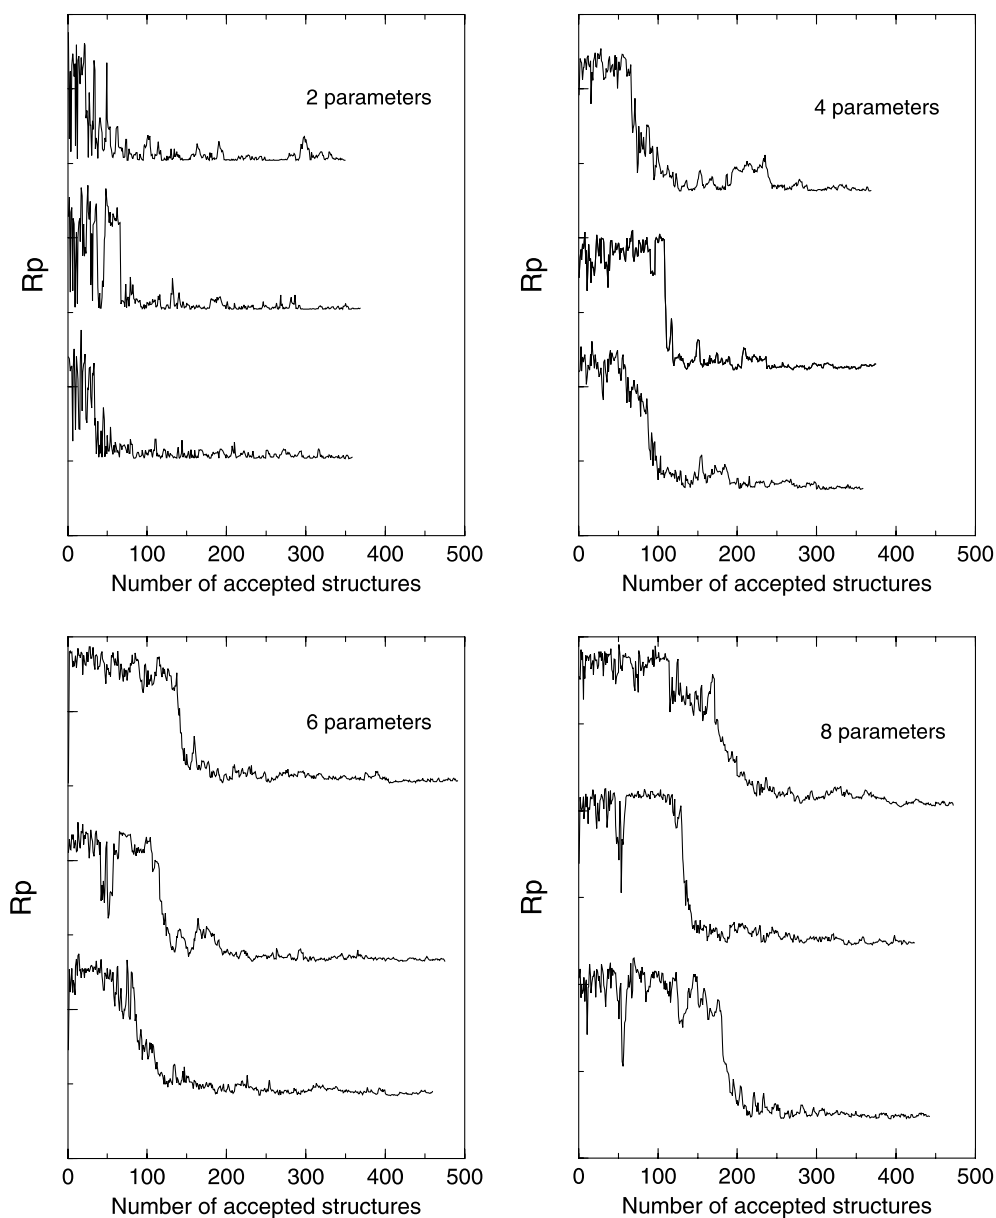 2 parameters
Rp
0 100 200 300 400 500
Number of accepted structures
4 parameters
Rp
0 100 200 300 400 500
Number of accepted structures
6 parameters
Rp
0 100 200 300 400 500
Number of accepted structures
8 parameters
Rp
0 100 200 300 400 500
Number of accepted structures